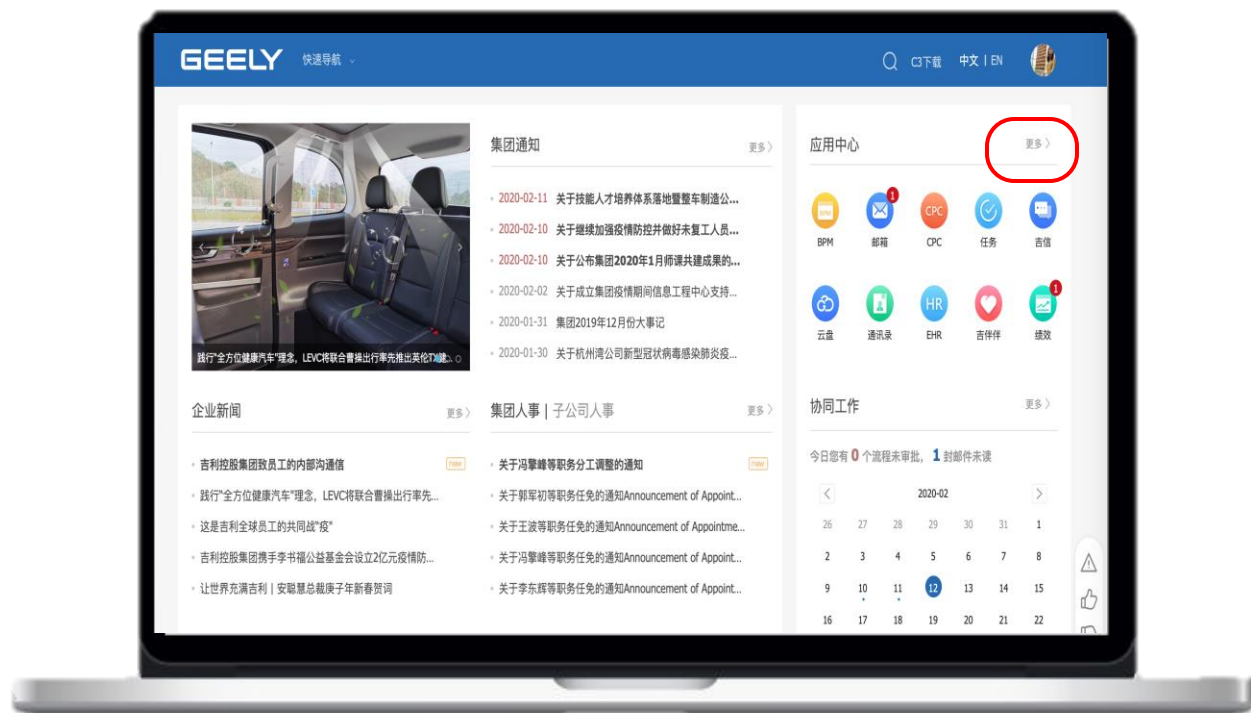 GEELY 快速导航
C3下载 中文 | EN
践行"全方位健康汽车"理念，LEVC将联合曹操出行率先推出英伦TX健...
集团通知 更多
2020-02-11 关于技能人才培养体系落地暨整车制造公...
2020-02-10 关于继续加强疫情防控并做好未复工人员...
2020-02-10 关于公布集团2020年1月师课共建成果的...
2020-02-02 关于成立集团疫情期间信息工程中心支持...
2020-01-31 集团2019年12月份大事记
2020-01-30 关于杭州湾公司新型冠状病毒感染肺炎疫...
应用中心 更多
BPM
1
CPC
BPM 邮箱 CPC 任务 吉信
HR
1
云盘 通讯录 EHR 吉伴伴 绩效
企业新闻 更多
吉利控股集团致员工的内部沟通信 new
践行"全方位健康汽车"理念，LEVC将联合曹操出行率先...
这是吉利全球员工的共同战"疫"
吉利控股集团携手李书福公益基金会设立2亿元疫情防...
让世界充满吉利 | 安聪慧总裁庚子年新春贺词
集团人事 | 子公司人事 更多
关于冯擎峰等职务分工调整的通知 new
关于郭军初等职务任免的通知Announcement of Appoint...
关于王波等职务任免的通知Announcement of Appointme...
关于冯擎峰等职务任免的通知Announcement of Appoint...
关于李东辉等职务任免的通知Announcement of Appoint...
协同工作 更多
今日您有 0 个流程未审批，1 封邮件未读
2020-02
26 27 28 29 30 31 1
2 3 4 5 6 7 8
9 10 11 12 13 14 15
16 17 18 19 20 21 22